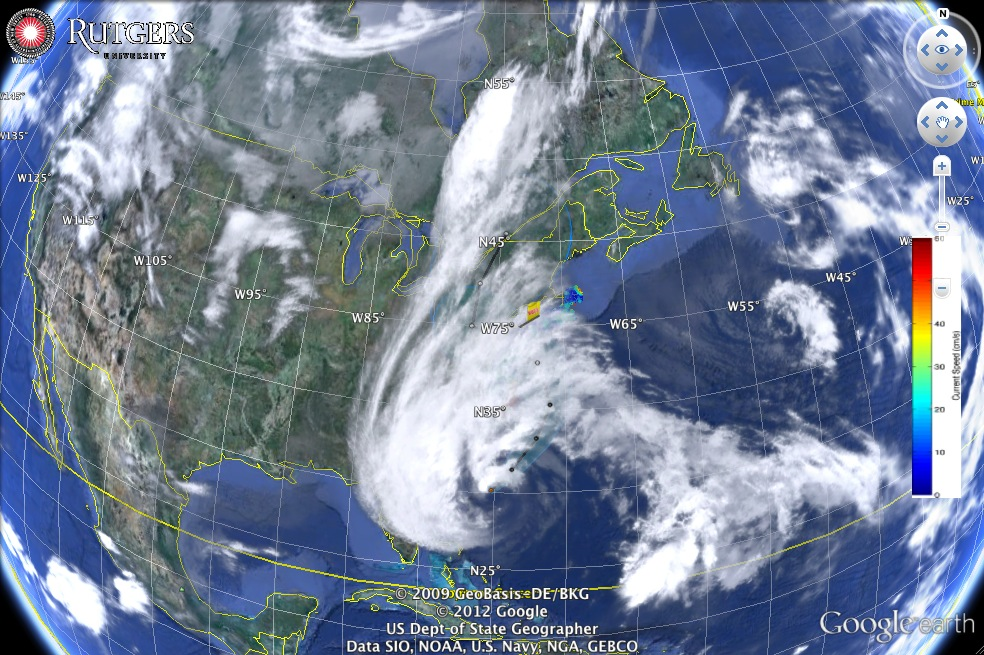 RUTGERS
UNIVERSITY
N
N55°
W145°
W135°
W125°
W115°
W105°
W95°
W85°
N45°
W75°
W65°
W55°
W45°
W25°
N35°
N25°
60
40
30
20
10
0
Current Speed (cm/s)
© 2009 GeoBasis-DE/BKG
© 2012 Google
US Dept of State Geographer
Data SIO, NOAA, U.S. Navy, NGA, GEBCO
Google earth